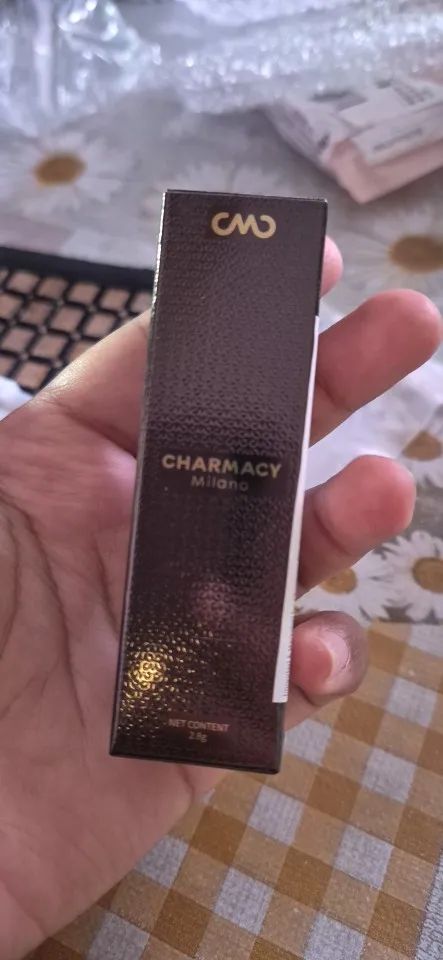 CMC
CHARMACY
Milano
NET CONTENT
2.8g